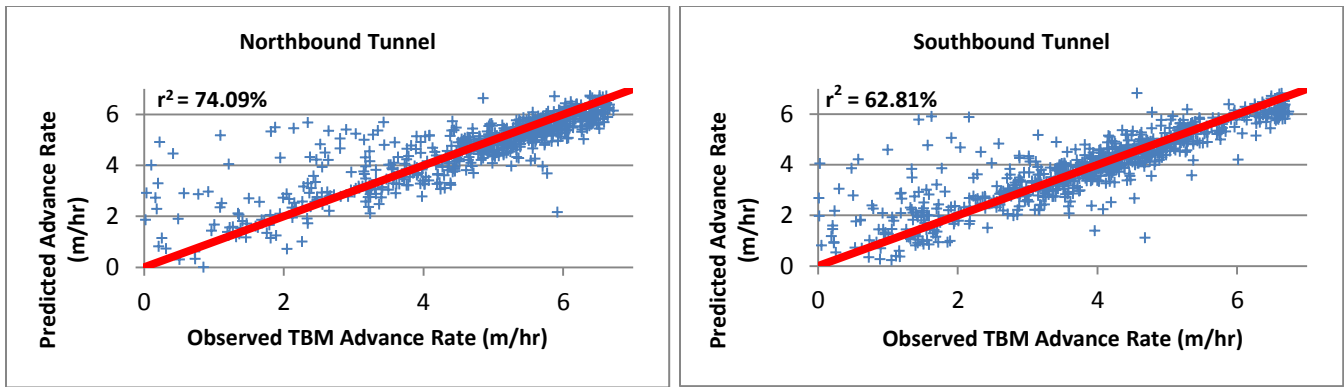 Northbound Tunnel
r² = 74.09%
Predicted Advance Rate
(m/hr)
6
4
2
0
0 2 4 6
Observed TBM Advance Rate (m/hr)
Southbound Tunnel
r² = 62.81%
Predicted Advance Rate
(m/hr)
6
4
2
0
0 2 4 6
Observed TBM Advance Rate (m/hr)